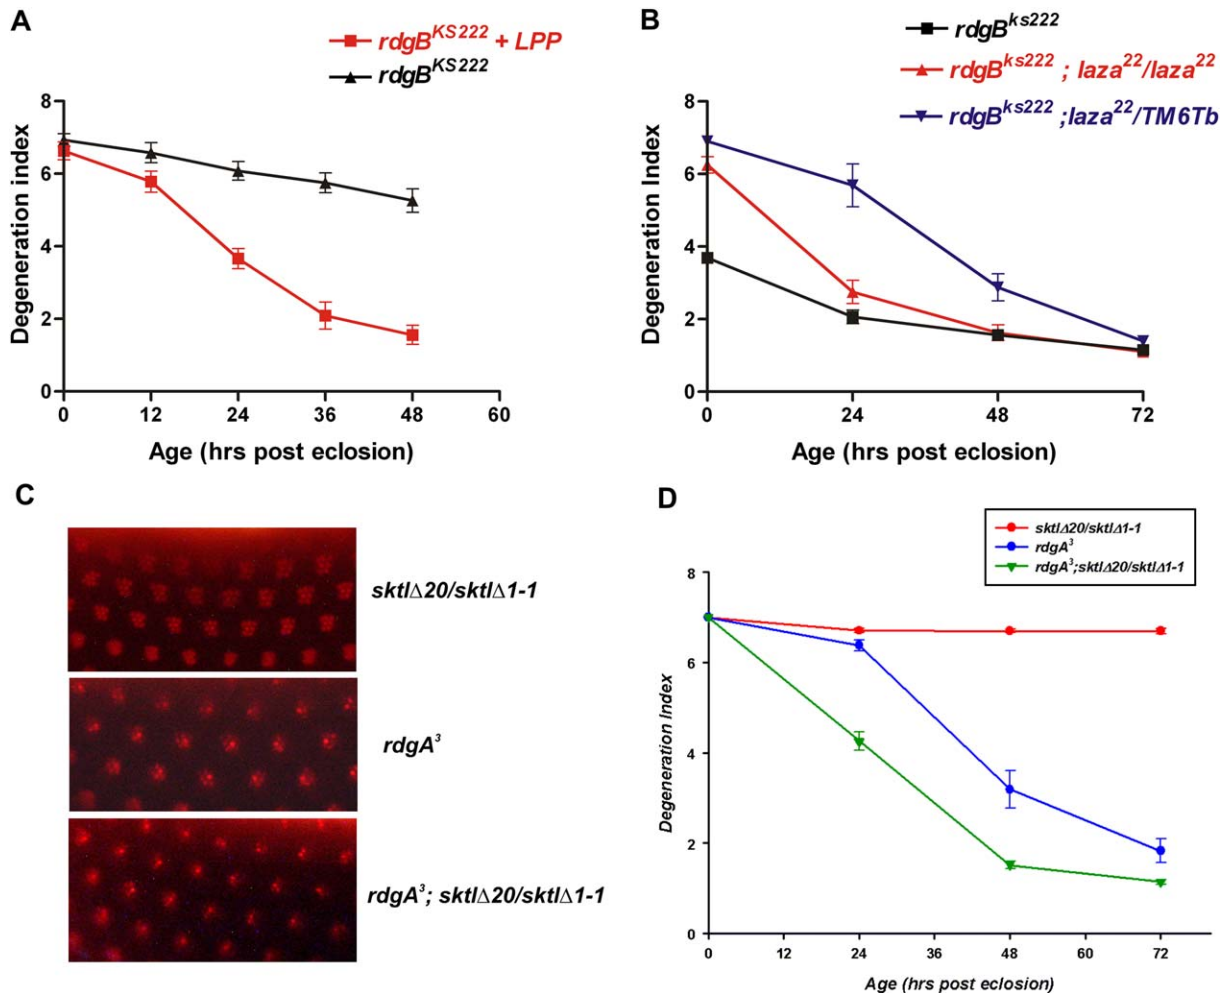 A
rdgB^KS222 + LPP
rdgB^KS222
8
6
4
2
0
Degeneration index
0 12 24 36 48 60
Age (hrs post eclosion)
B
rdgB^ks222
rdgB^ks222 ; laza^22/laza^22
rdgB^ks222 ;laza^22/TM6Tb
8
6
4
2
0
Degeneration Index
0 24 48 72
Age (hrs post eclosion)
C
sktlΔ20/sktlΔ1-1
rdgA^3
rdgA^3; sktlΔ20/sktlΔ1-1
D
sktlΔ20/sktlΔ1-1
rdgA^3
rdgA^3;sktlΔ20/sktlΔ1-1
8
6
4
2
0
Degeneration Index
0 12 24 36 48 60 72
Age (hrs post eclosion)